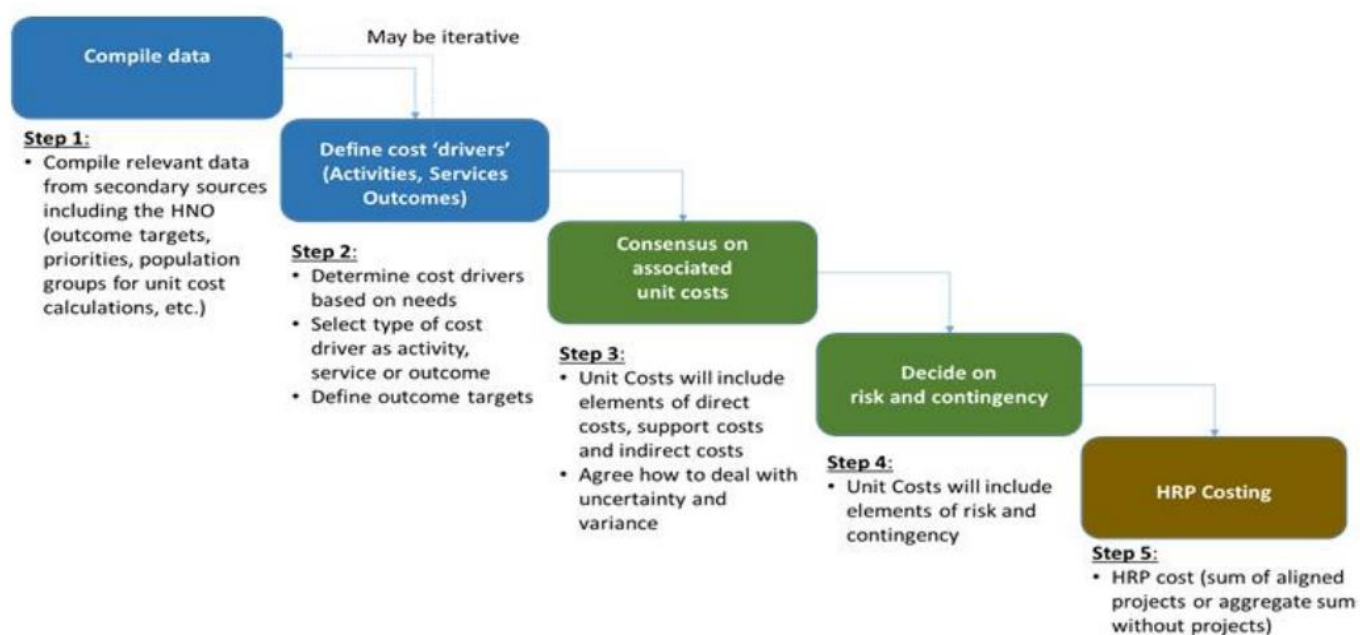 May be iterative
Compile data
Step 1:
• Compile relevant data
from secondary sources
including the HNO
(outcome targets,
priorities, population
groups for unit cost
calculations, etc.)
Define cost ‘drivers’
(Activities, Services
Outcomes)
Step 2:
• Determine cost drivers
based on needs
• Select type of cost
driver as activity,
service or outcome
• Define outcome targets
Consensus on
associated
unit costs
Step 3:
• Unit Costs will include
elements of direct
costs, support costs
and indirect costs
• Agree how to deal with
uncertainty and
variance
Decide on
risk and contingency
Step 4:
• Unit Costs will include
elements of risk and
contingency
HRP Costing
Step 5:
• HRP cost (sum of aligned
projects or aggregate sum
without projects)